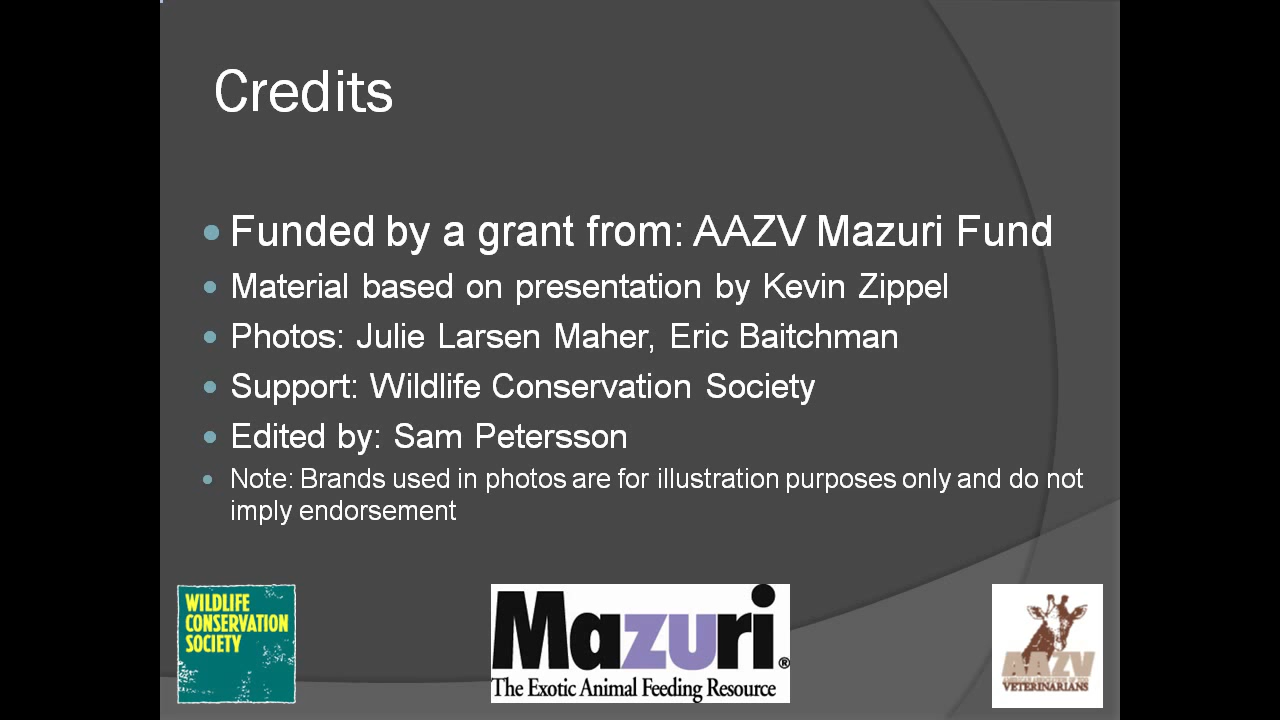 Credits
Funded by a grant from: AAZV Mazuri Fund
Material based on presentation by Kevin Zippel
Photos: Julie Larsen Maher, Eric Baitchman
Support: Wildlife Conservation Society
Edited by: Sam Petersson
Note: Brands used in photos are for illustration purposes only and do not
imply endorsement
WILDLIFE
CONSERVATION
SOCIETY
Mazuri®
The Exotic Animal Feeding Resource
AAZV
VETERINARIANS